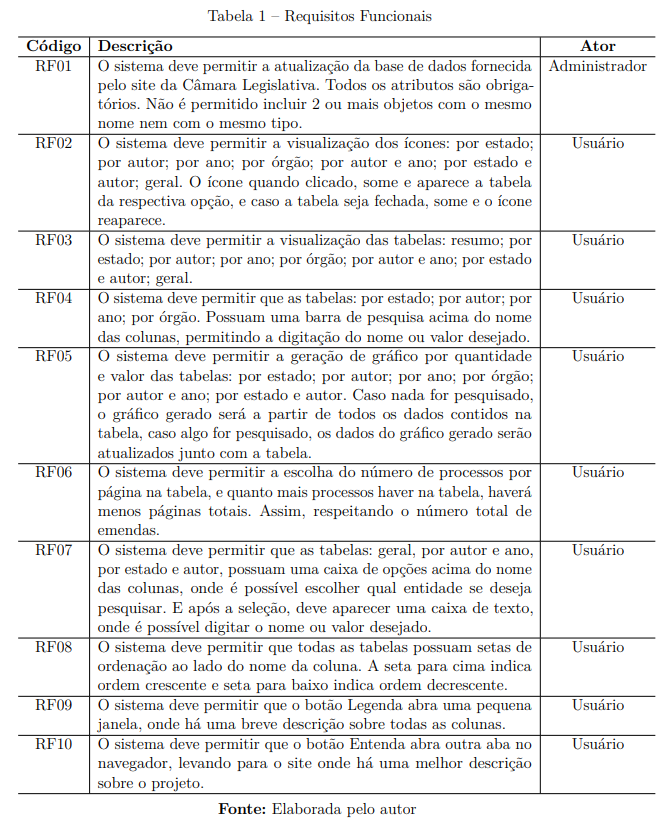 Tabela 1 – Requisitos Funcionais
Código Descrição Ator
RF01 O sistema deve permitir a atualização da base de dados fornecida Administrador
pelo site da Câmara Legislativa. Todos os atributos são obriga-
tórios. Não é permitido incluir 2 ou mais objetos com o mesmo
nome nem com o mesmo tipo.
RF02 O sistema deve permitir a visualização dos ícones: por estado; Usuário
por autor; por ano; por órgão; por autor e ano; por estado e
autor; geral. O ícone quando clicado, some e aparece a tabela
da respectiva opção, e caso a tabela seja fechada, some e o ícone
reaparece.
RF03 O sistema deve permitir a visualização das tabelas: resumo; por Usuário
estado; por autor; por ano; por órgão; por autor e ano; por estado
e autor; geral.
RF04 O sistema deve permitir que as tabelas: por estado; por autor; por Usuário
ano; por órgão. Possuam uma barra de pesquisa acima do nome
das colunas, permitindo a digitação do nome ou valor desejado.
RF05 O sistema deve permitir a geração de gráfico por quantidade Usuário
e valor das tabelas: por estado; por autor; por ano; por órgão;
por autor e ano; por estado e autor. Caso nada for pesquisado,
o gráfico gerado será a partir de todos os dados contidos na
tabela, caso algo for pesquisado, os dados do gráfico gerado serão
atualizados junto com a tabela.
RF06 O sistema deve permitir a escolha do número de processos por Usuário
página na tabela, e quanto mais processos haver na tabela, haverá
menos páginas totais. Assim, respeitando o número total de
emendas.
RF07 O sistema deve permitir que as tabelas: geral, por autor e ano, Usuário
por estado e autor, possuam uma caixa de opções acima do nome
das colunas, onde é possível escolher qual entidade se deseja
pesquisar. E após a seleção, deve aparecer uma caixa de texto,
onde é possível digitar o nome ou valor desejado.
RF08 O sistema deve permitir que todas as tabelas possuam setas de Usuário
ordenação ao lado do nome da coluna. A seta para cima indica
ordem crescente e seta para baixo indica ordem decrescente.
RF09 O sistema deve permitir que o botão Legenda abra uma pequena Usuário
janela, onde há uma breve descrição sobre todas as colunas.
RF10 O sistema deve permitir que o botão Entenda abra outra aba no Usuário
navegador, levando para o site onde há uma melhor descrição
sobre o projeto.
Fonte: Elaborada pelo autor